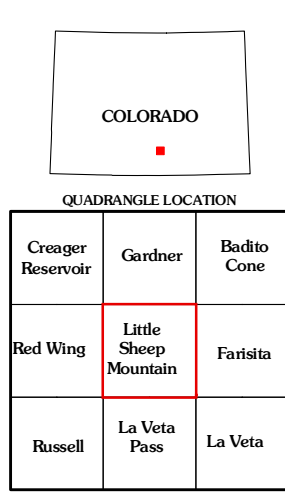 COLORADO
QUADRANGLE LOCATION
Creager
Reservoir
Gardner
Badito
Cone
Red Wing
Little
Sheep
Mountain
Farisita
Russell
La Veta
Pass
La Veta